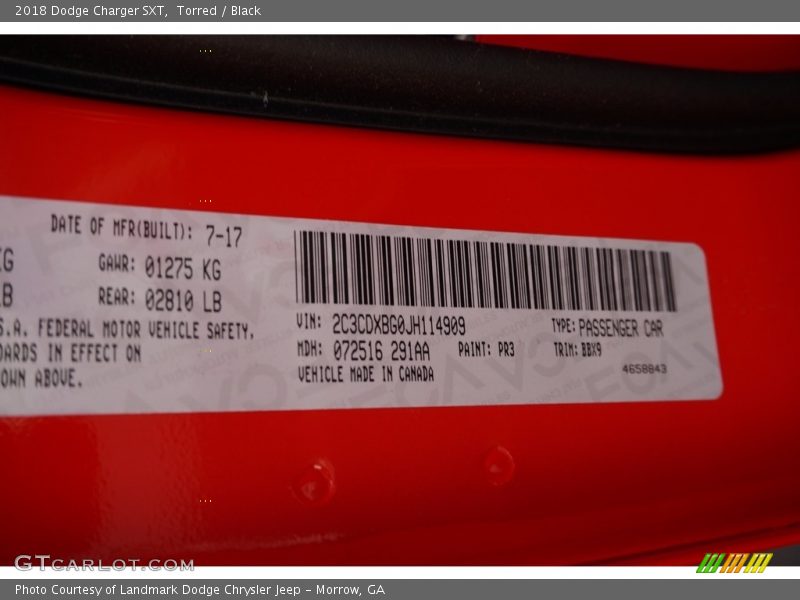 2018 Dodge Charger SXT,  Torred / Black
DATE OF MFR(BUILT): 7-17
KG GAWR: 01275 KG
LB REAR: 02810 LB
S.A. FEDERAL MOTOR VEHICLE SAFETY,
DARDS IN EFFECT ON
OWN ABOVE.
VIN: 2C3CDXBG0JH114909 TYPE: PASSENGER CAR
MDH: 072516 291AA PAINT: PR3 TRIM: BBX9
VEHICLE MADE IN CANADA 4658843
GTCARLOT.COM
Photo Courtesy of Landmark Dodge Chrysler Jeep – Morrow, GA